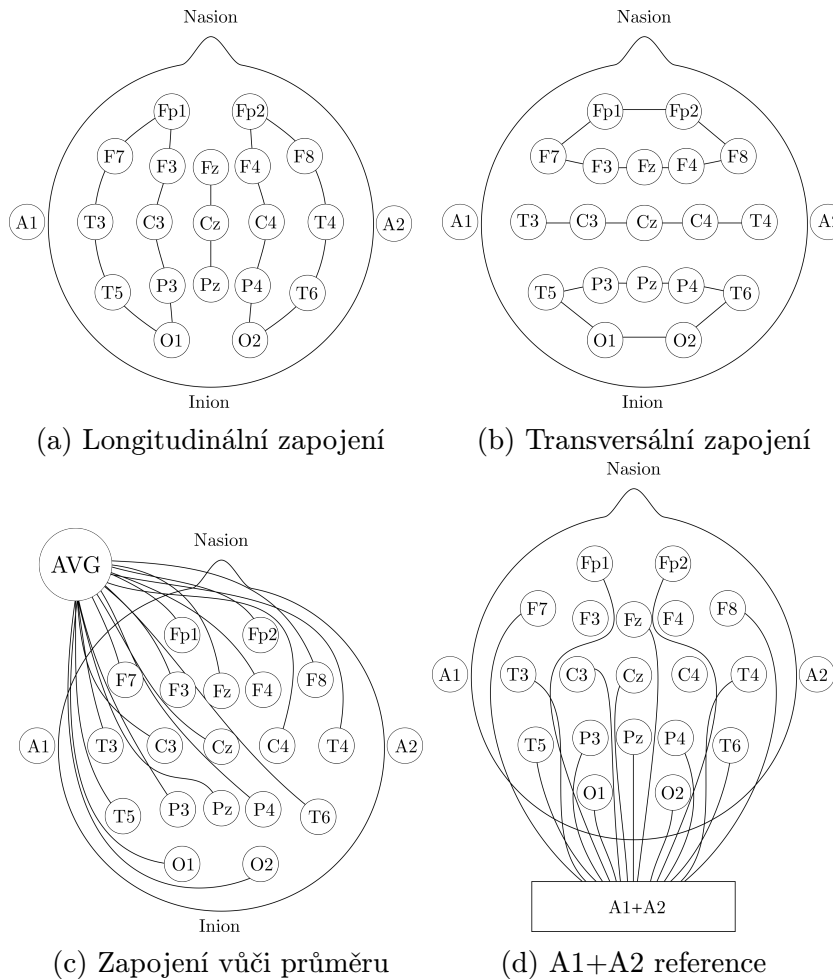 Nasion
Fp1 Fp2
F7 F3 Fz F4 F8
A1 T3 C3 Cz C4 T4 A2
T5 P3 Pz P4 T6
O1 O2
Inion
(a) Longitudinální zapojení
Nasion
Fp1 Fp2
F7 F3 Fz F4 F8
A1 T3 C3 Cz C4 T4 A2
T5 P3 Pz P4 T6
O1 O2
Inion
(b) Transversální zapojení
AVG
Nasion
Fp1 Fp2
F7 F3 Fz F4 F8
A1 T3 C3 Cz C4 T4 A2
T5 P3 Pz P4 T6
O1 O2
Inion
(c) Zapojení vůči průměru
Nasion
Fp1 Fp2
F7 F3 Fz F4 F8
A1 T3 C3 Cz C4 T4 A2
T5 P3 Pz P4 T6
O1 O2
A1+A2
(d) A1+A2 reference